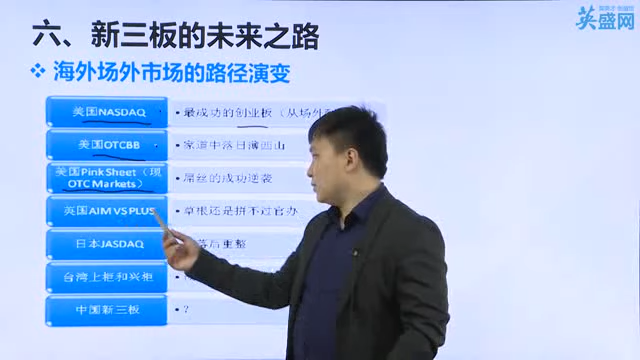 英盛网
六、新三板的未来之路
海外场外市场的路径演变
美国NASDAQ
• 最成功的创业板（从场外
美国OTCBB
• 家道中落日薄西山
美国Pink Sheet（现
OTC Markets）
• 屌丝的成功逆袭
英国AIM VS PLUS
• 草根还是拼不过官办
日本JASDAQ
落后重整
台湾上柜和兴柜
中国新三板
• ？